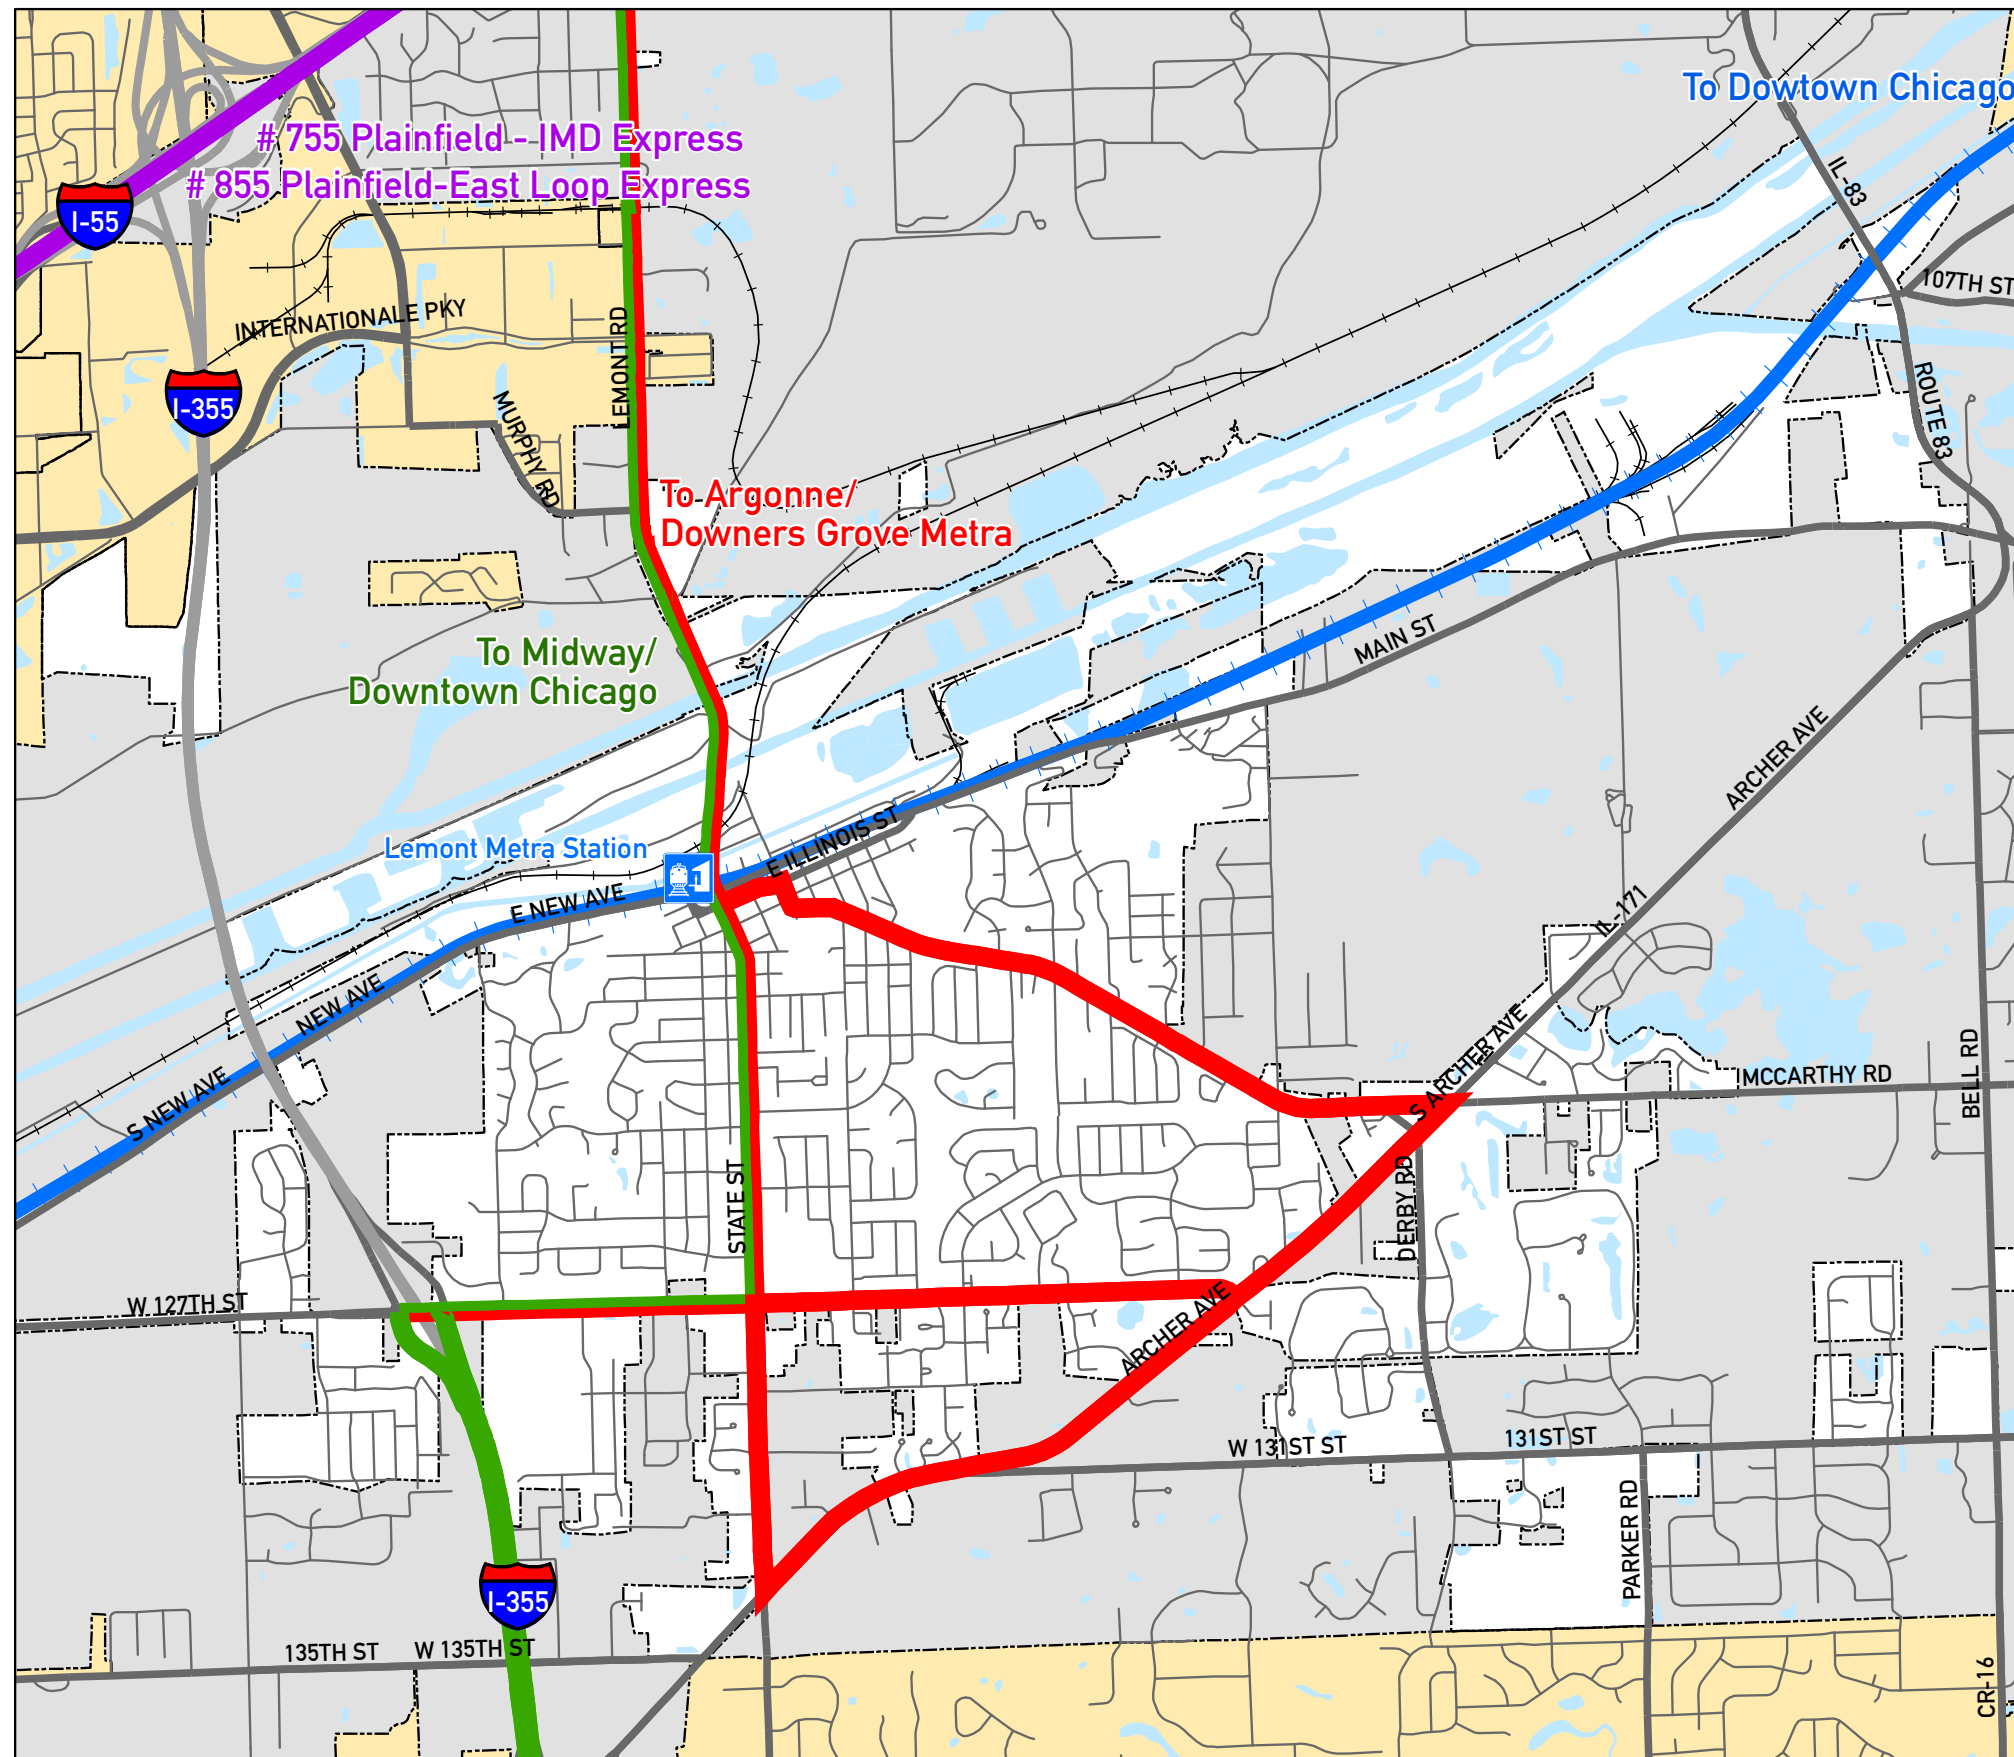 To Dowtown Chicago
# 755 Plainfield - IMD Express
# 855 Plainfield-East Loop Express
I-55
IL-83
107TH ST
INTERNATIONALE PKY
LEMONT RD
I-355
MURPHY RD
ROUTE 83
To Argonne/
Downers Grove Metra
To Midway/
Downtown Chicago
MAIN ST
ARCHER AVE
Lemont Metra Station
E ILLINOIS ST
E NEW AVE
IL-171
NEW AVE
S NEW AVE
S ARCHER AVE
MCCARTHY RD
BELL RD
STATE ST
DERBY RD
W 127TH ST
ARCHER AVE
W 131ST ST
131ST ST
PARKER RD
I-355
135TH ST
W 135TH ST
CR-16